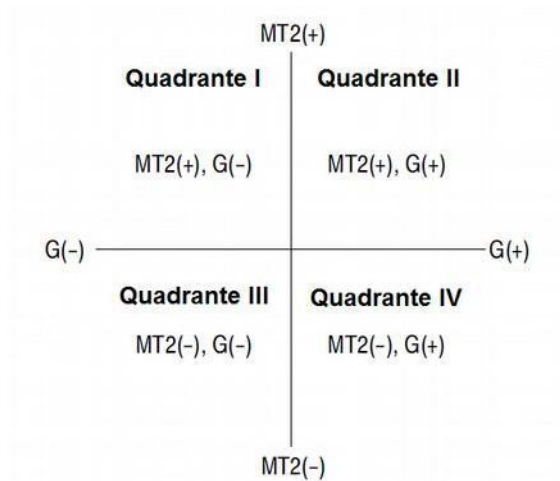 MT2(+)
Quadrante I
Quadrante II
MT2(+), G(–)
MT2(+), G(+)
G(–)
G(+)
Quadrante III
Quadrante IV
MT2(–), G(–)
MT2(–), G(+)
MT2(–)